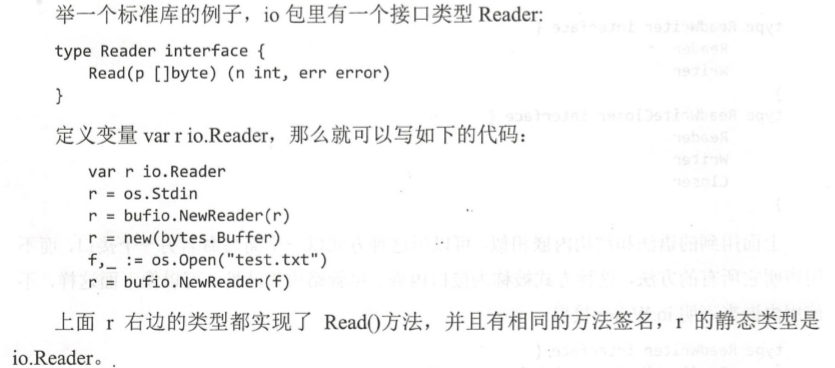 举一个标准库的例子，io 包里有一个接口类型 Reader:
type Reader interface {
    Read(p []byte) (n int, err error)
}
定义变量 var r io.Reader，那么就可以写如下的代码：
    var r io.Reader
    r = os.Stdin
    r = bufio.NewReader(r)
    r = new(bytes.Buffer)
    f,_ := os.Open("test.txt")
    r = bufio.NewReader(f)
上面 r 右边的类型都实现了 Read()方法，并且有相同的方法签名，r 的静态类型是
io.Reader。